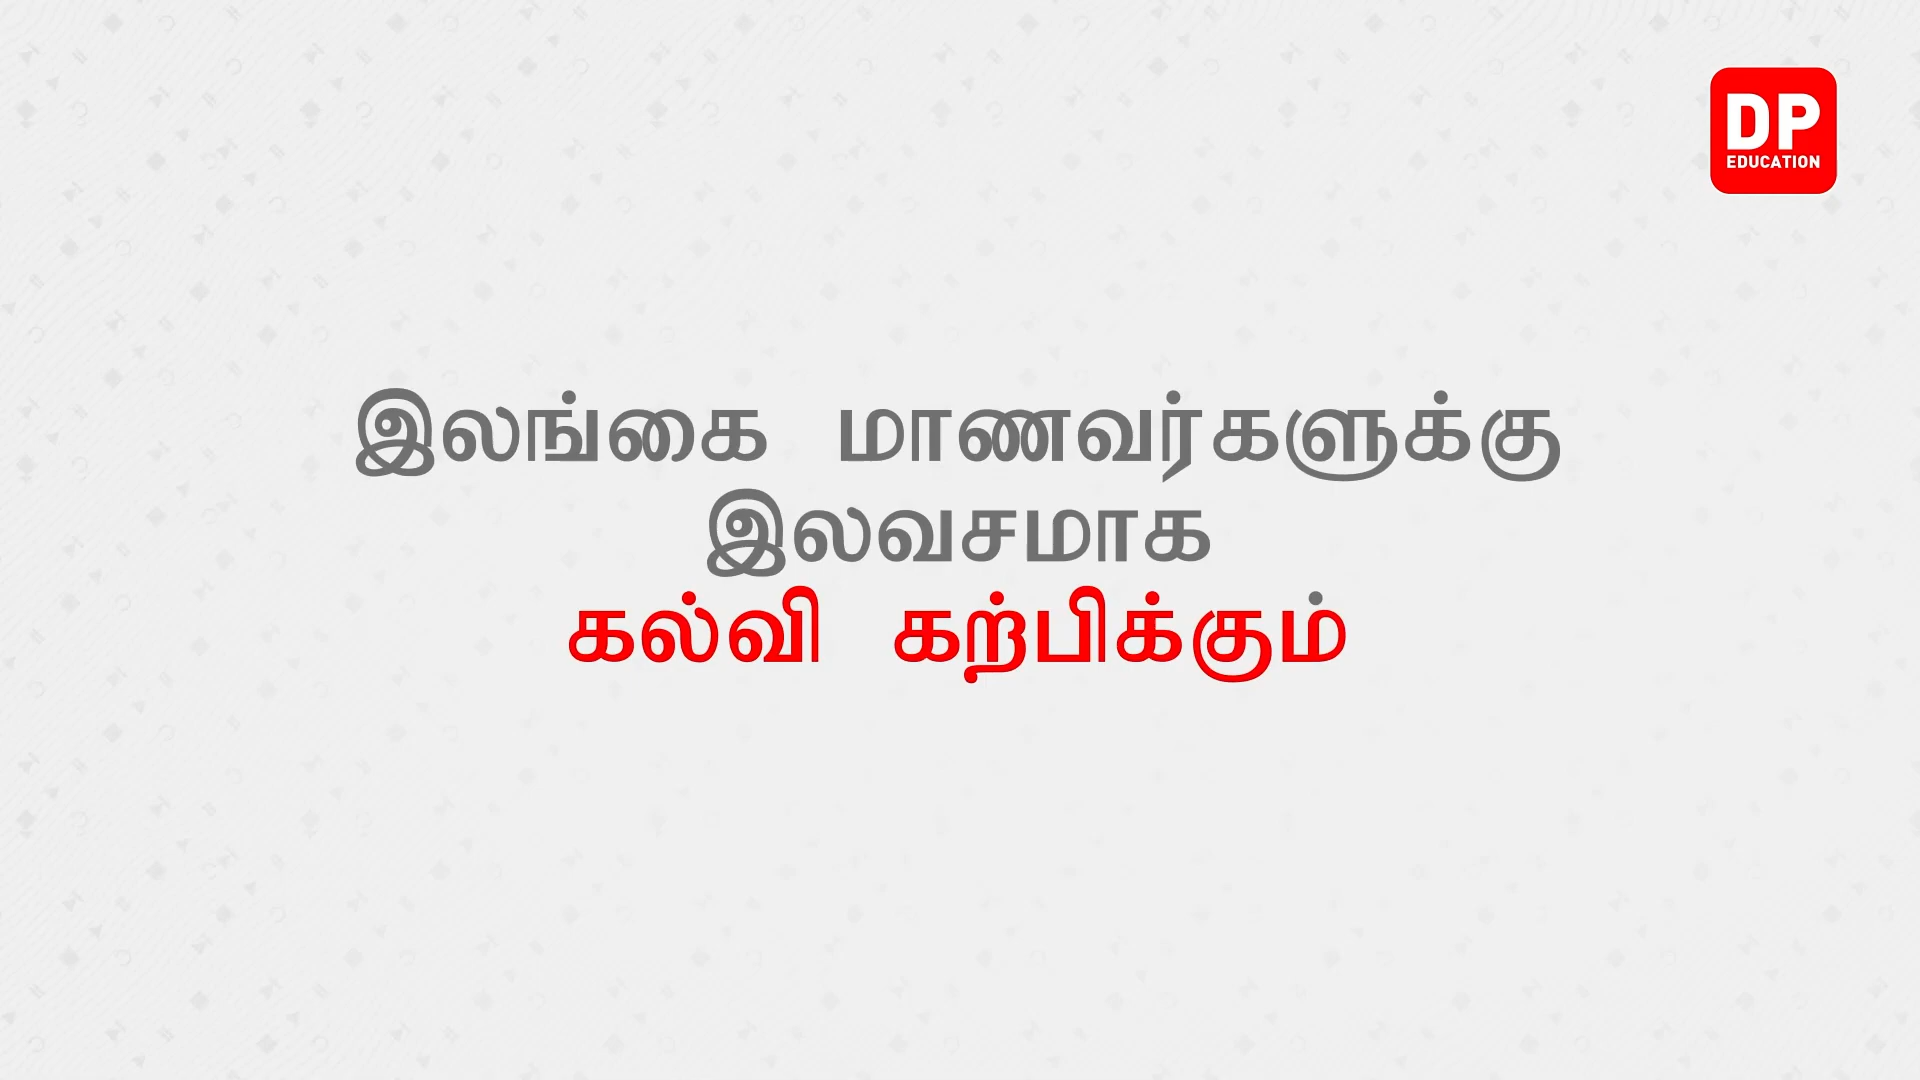 DP
EDUCATION
இலங்கை மாணவர்களுக்கு
இலவசமாக
கல்வி கற்பிக்கும்